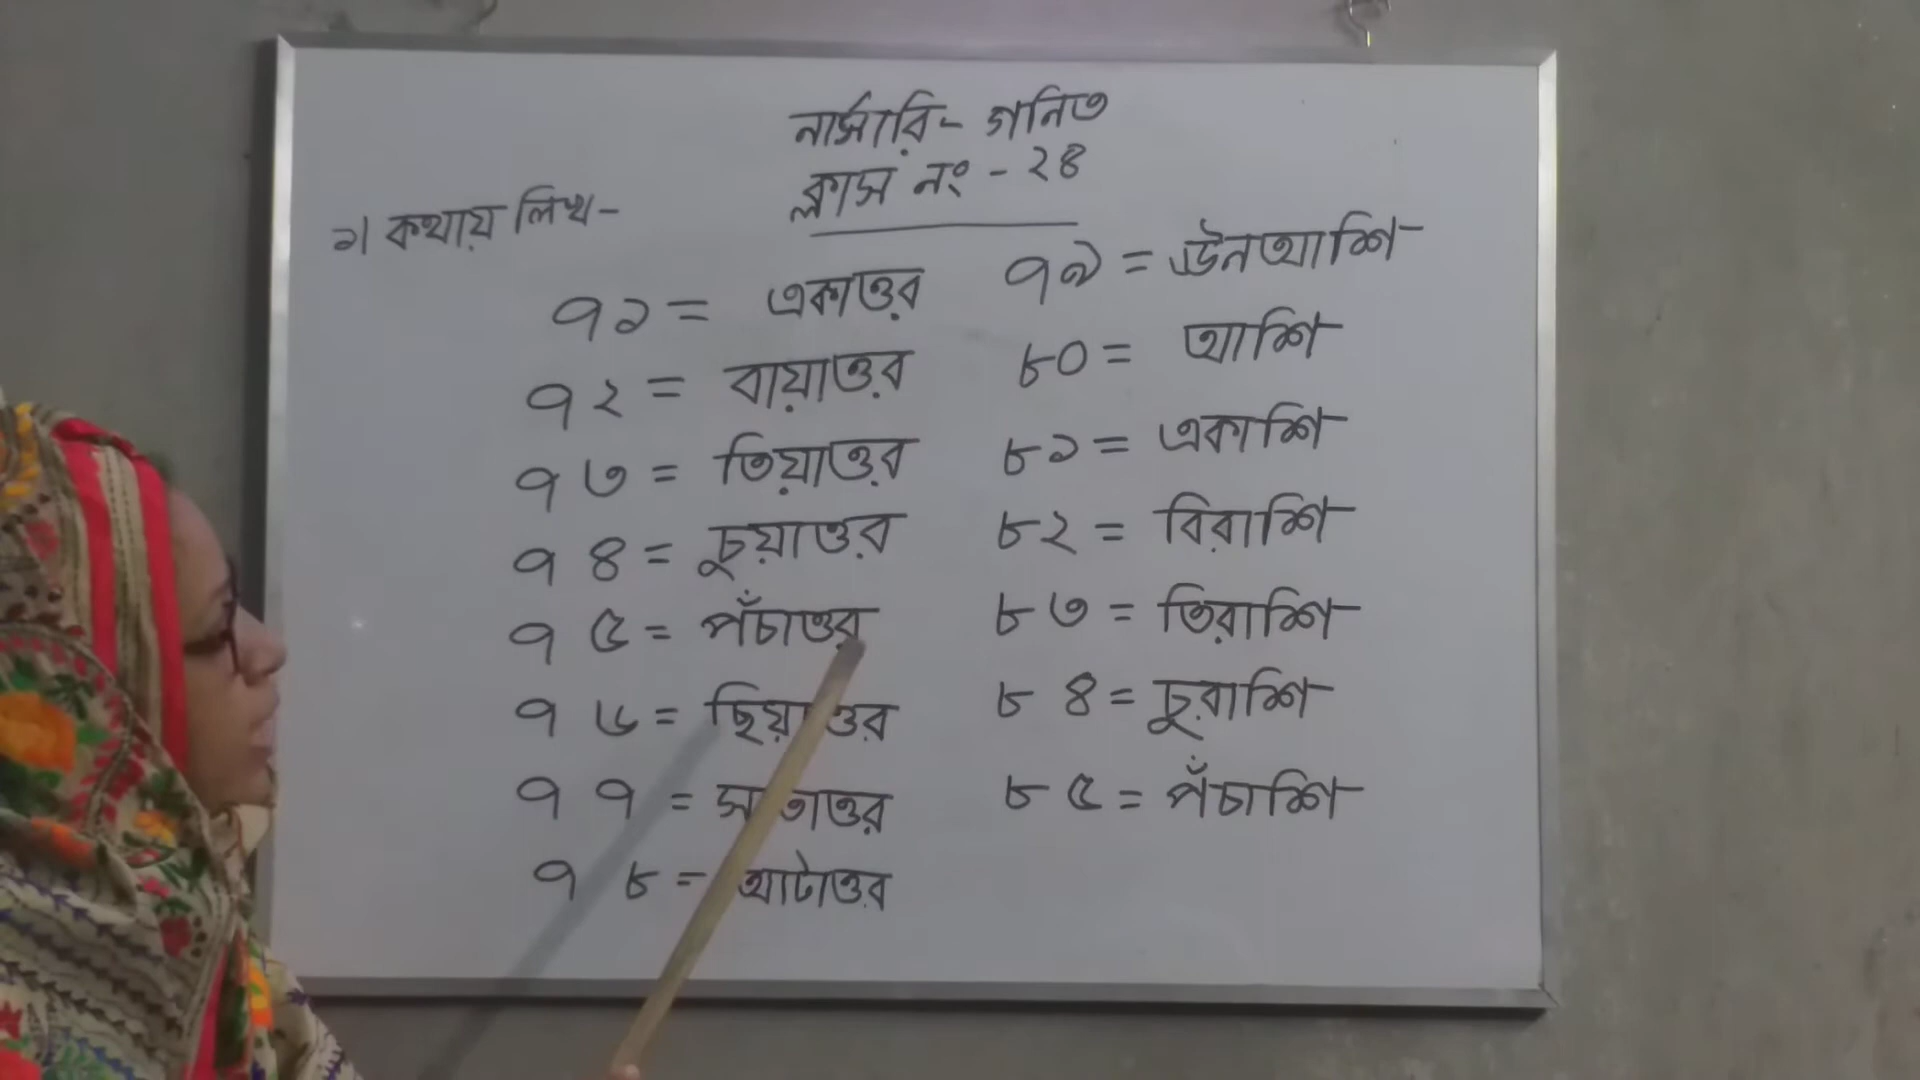 নার্সারি- গনিত
ক্লাস নং - ২৪
১। কথায় লিখ-
৭১ = একাত্তর
৭২ = বায়াত্তর
৭৩ = তিয়াত্তর
৭৪ = চুয়াত্তর
৭৫ = পঁচাত্তর
৭৬ = ছিয়াত্তর
৭৭ = সাতাত্তর
৭৮ = আটাত্তর
৭৯ = ঊনআশি
৮০ = আশি
৮১ = একাশি
৮২ = বিরাশি
৮৩ = তিরাশি
৮৪ = চুরাশি
৮৫ = পঁচাশি